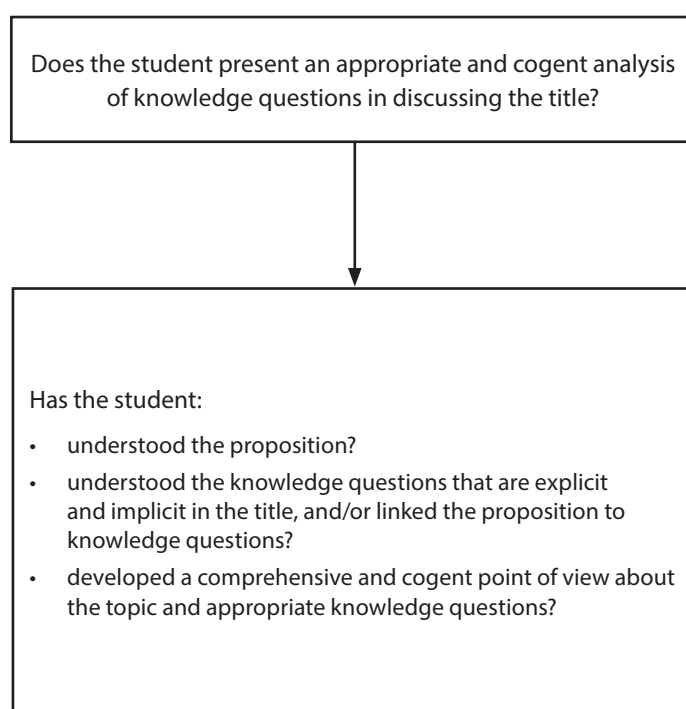 Does the student present an appropriate and cogent analysis
of knowledge questions in discussing the title?
Has the student:
• understood the proposition?
• understood the knowledge questions that are explicit
and implicit in the title, and/or linked the proposition to
knowledge questions?
• developed a comprehensive and cogent point of view about
the topic and appropriate knowledge questions?